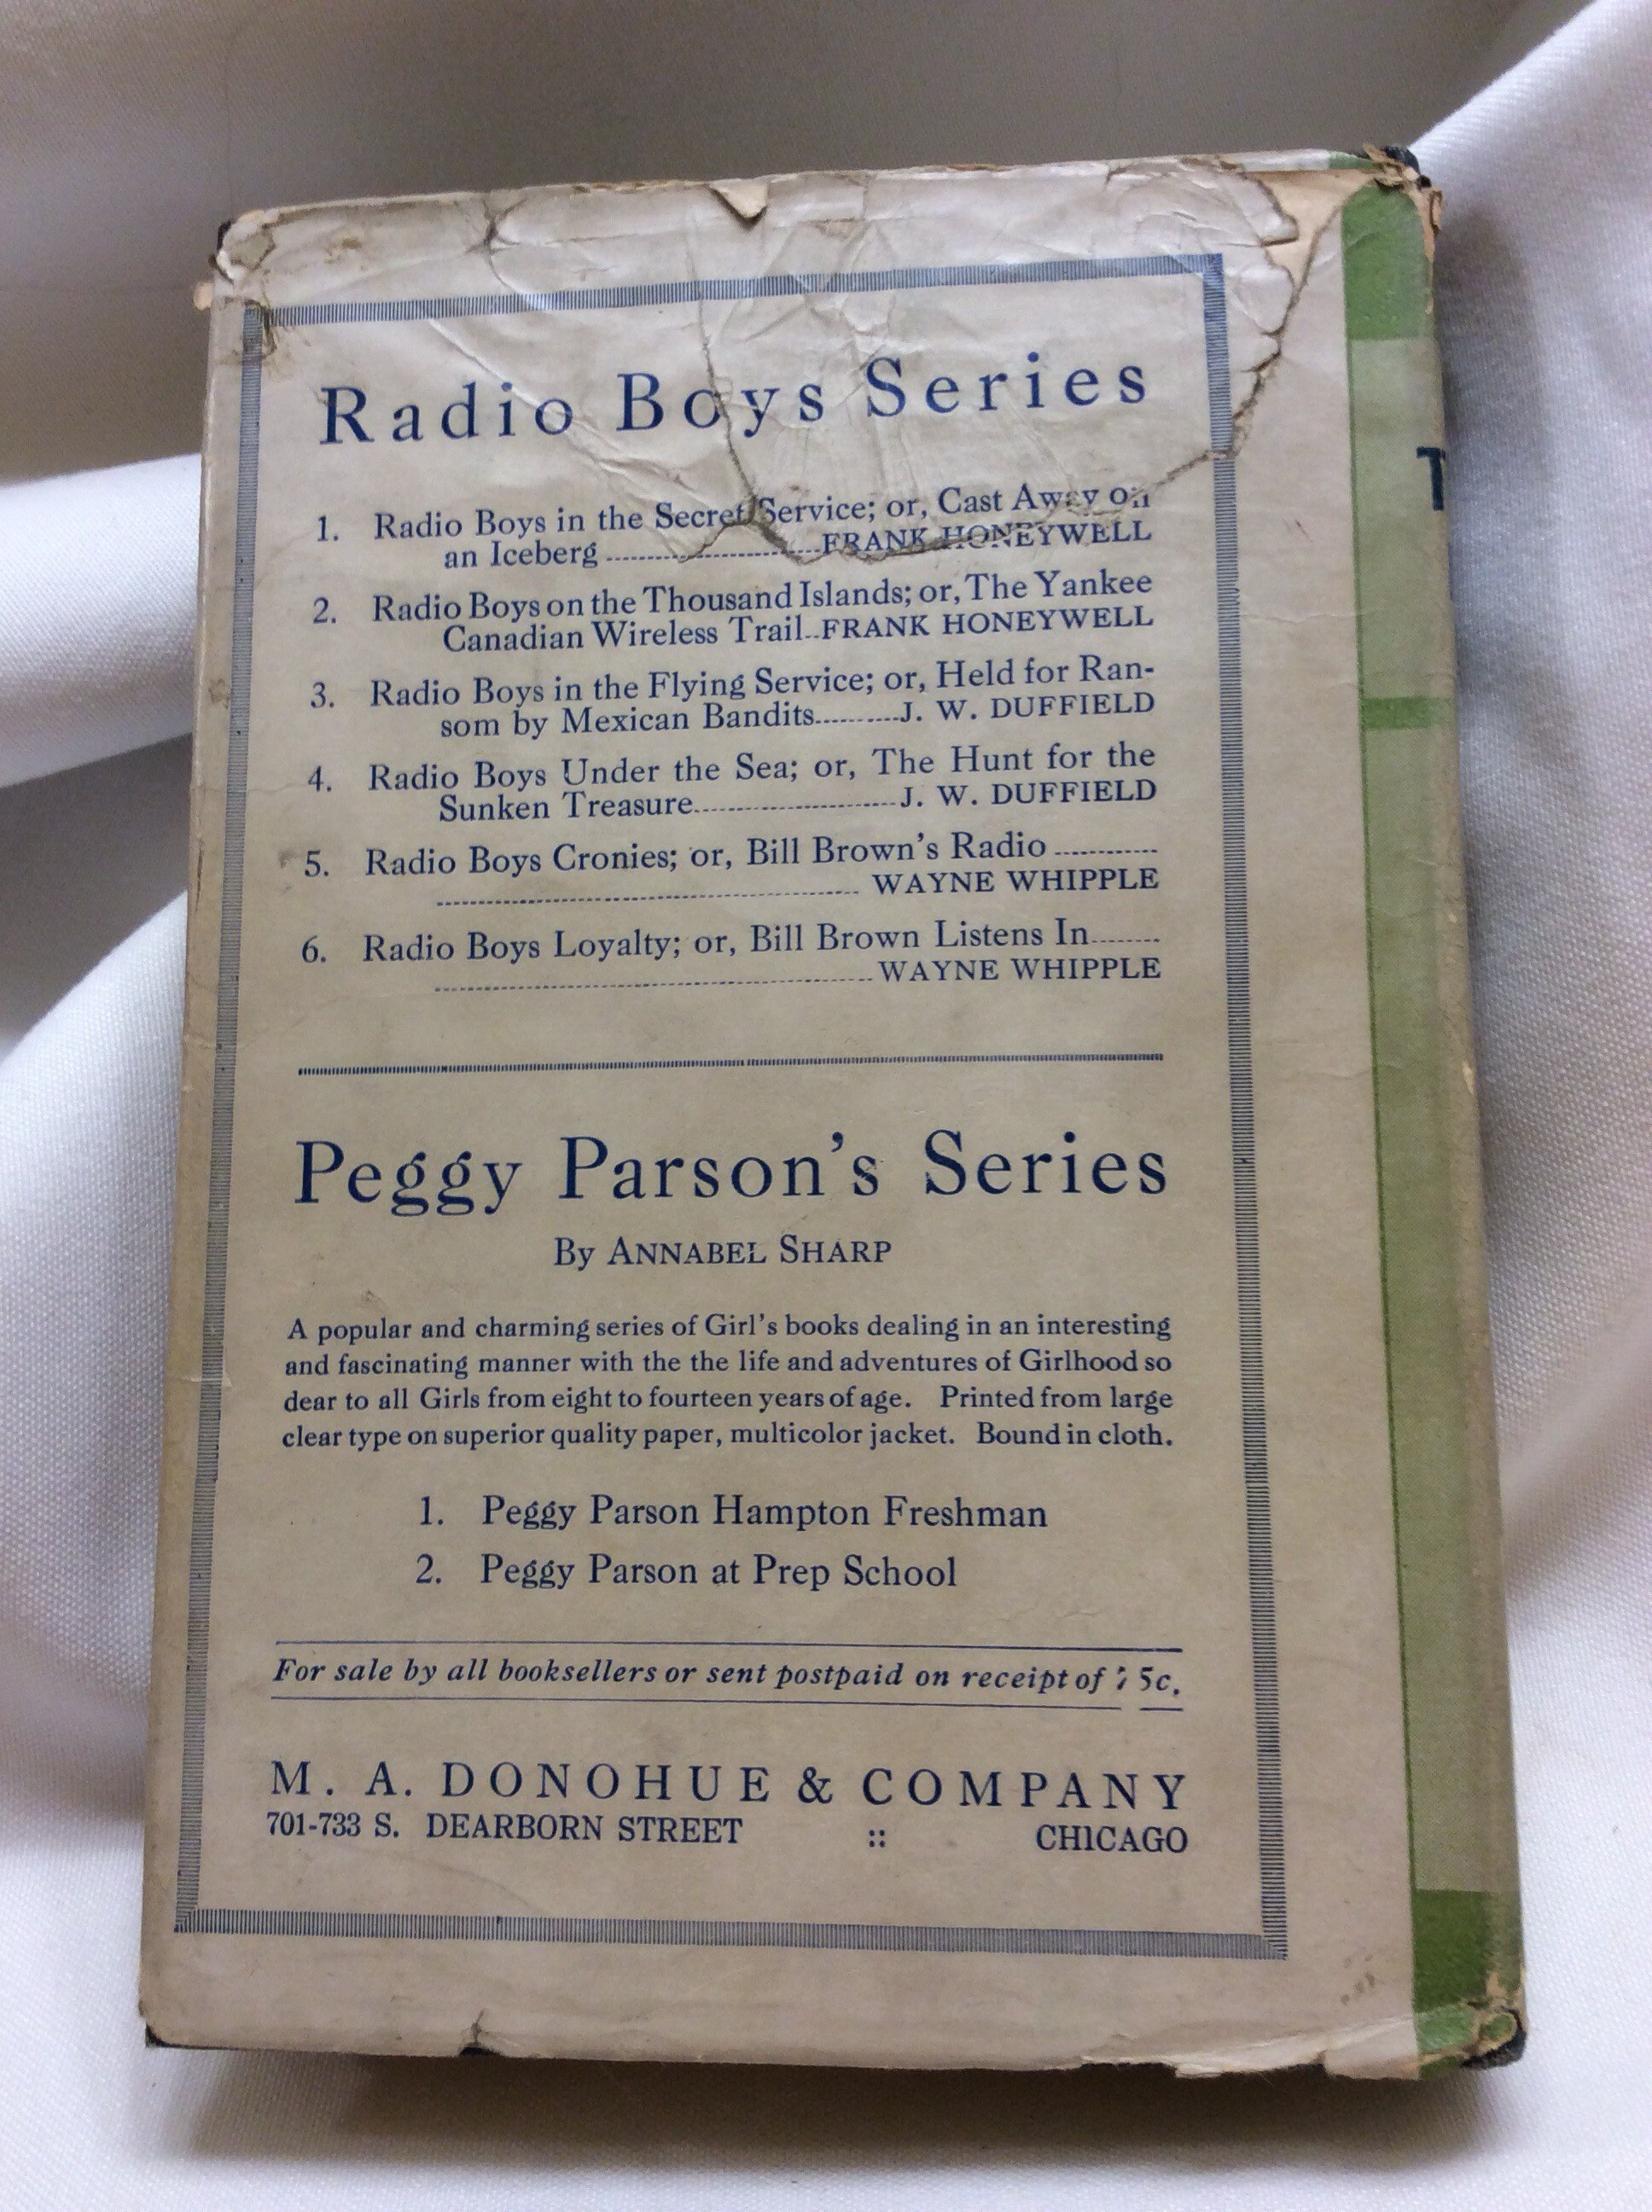 Radio Boys Series
1. Radio Boys in the Secret Service; or, Cast Away on
an Iceberg ........................ FRANK HONEYWELL
2. Radio Boys on the Thousand Islands; or, The Yankee
Canadian Wireless Trail..FRANK HONEYWELL
3. Radio Boys in the Flying Service; or, Held for Ran-
som by Mexican Bandits..........J. W. DUFFIELD
4. Radio Boys Under the Sea; or, The Hunt for the
Sunken Treasure........................J. W. DUFFIELD
5. Radio Boys Cronies; or, Bill Brown's Radio ............
................................................ WAYNE WHIPPLE
6. Radio Boys Loyalty; or, Bill Brown Listens In........
................................................WAYNE WHIPPLE
Peggy Parson's Series
By ANNABEL SHARP
A popular and charming series of Girl's books dealing in an interesting
and fascinating manner with the the life and adventures of Girlhood so
dear to all Girls from eight to fourteen years of age. Printed from large
clear type on superior quality paper, multicolor jacket. Bound in cloth.
1. Peggy Parson Hampton Freshman
2. Peggy Parson at Prep School
For sale by all booksellers or sent postpaid on receipt of 75c.
M. A. DONOHUE & COMPANY
701-733 S. DEARBORN STREET :: CHICAGO
T